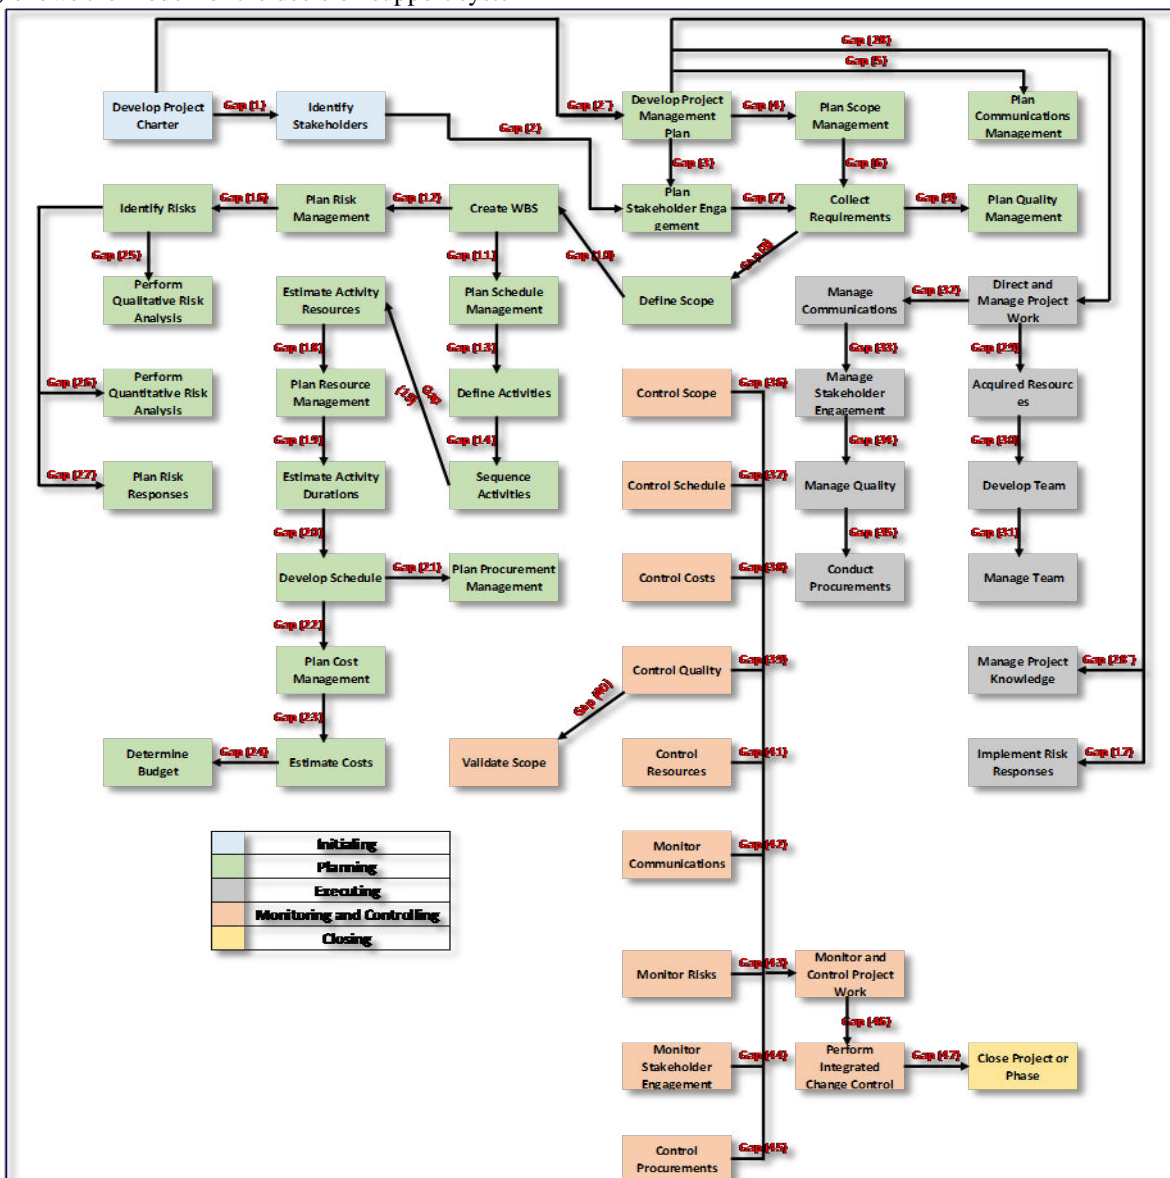 Gap (28)
Gap (5)
Develop Project
Charter
Gap (1)
Identify
Stakeholders
Gap (2)
Develop Project
Management
Plan
Gap (4)
Plan Scope
Management
Plan
Communications
Management
Gap (3)
Gap (6)
Identify Risks
Gap (16)
Plan Risk
Management
Gap (12)
Create WBS
Plan
Stakeholder Enga
gement
Gap (7)
Collect
Requirements
Gap (9)
Plan Quality
Management
Gap (25)
Gap (11)
Gap (10)
Perform
Qualitative Risk
Analysis
Estimate Activity
Resources
Plan Schedule
Management
Define Scope
Manage
Communications
Gap (32)
Direct and
Manage Project
Work
Gap (18)
Gap (13)
Gap (33)
Gap (29)
Gap (26)
Perform
Quantitative Risk
Analysis
Plan Resource
Management
Gap
(15)
Define Activities
Control Scope
Gap (36)
Manage
Stakeholder
Engagement
Acquired Resourc
es
Gap (19)
Gap (14)
Gap (34)
Gap (30)
Gap (27)
Plan Risk
Responses
Estimate Activity
Durations
Sequence
Activities
Control Schedule
Gap (37)
Manage Quality
Develop Team
Gap (20)
Gap (35)
Gap (31)
Develop Schedule
Gap (21)
Plan Procurement
Management
Control Costs
Gap (38)
Conduct
Procurements
Manage Team
Gap (22)
Plan Cost
Management
Control Quality
Gap (39)
Manage Project
Knowledge
Gap (23)
Gap (40)
Determine
Budget
Gap (24)
Estimate Costs
Validate Scope
Control
Resources
Gap (41)
Implement Risk
Responses
Gap (17)
Initialing
Planning
Executing
Monitoring and Controlling
Closing
Monitor
Communications
Gap (42)
Monitor Risks
Gap (43)
Monitor and
Control Project
Work
Gap (46)
Monitor
Stakeholder
Engagement
Gap (44)
Perform
Integrated
Change Control
Gap (47)
Close Project or
Phase
Control
Procurements
Gap (45)